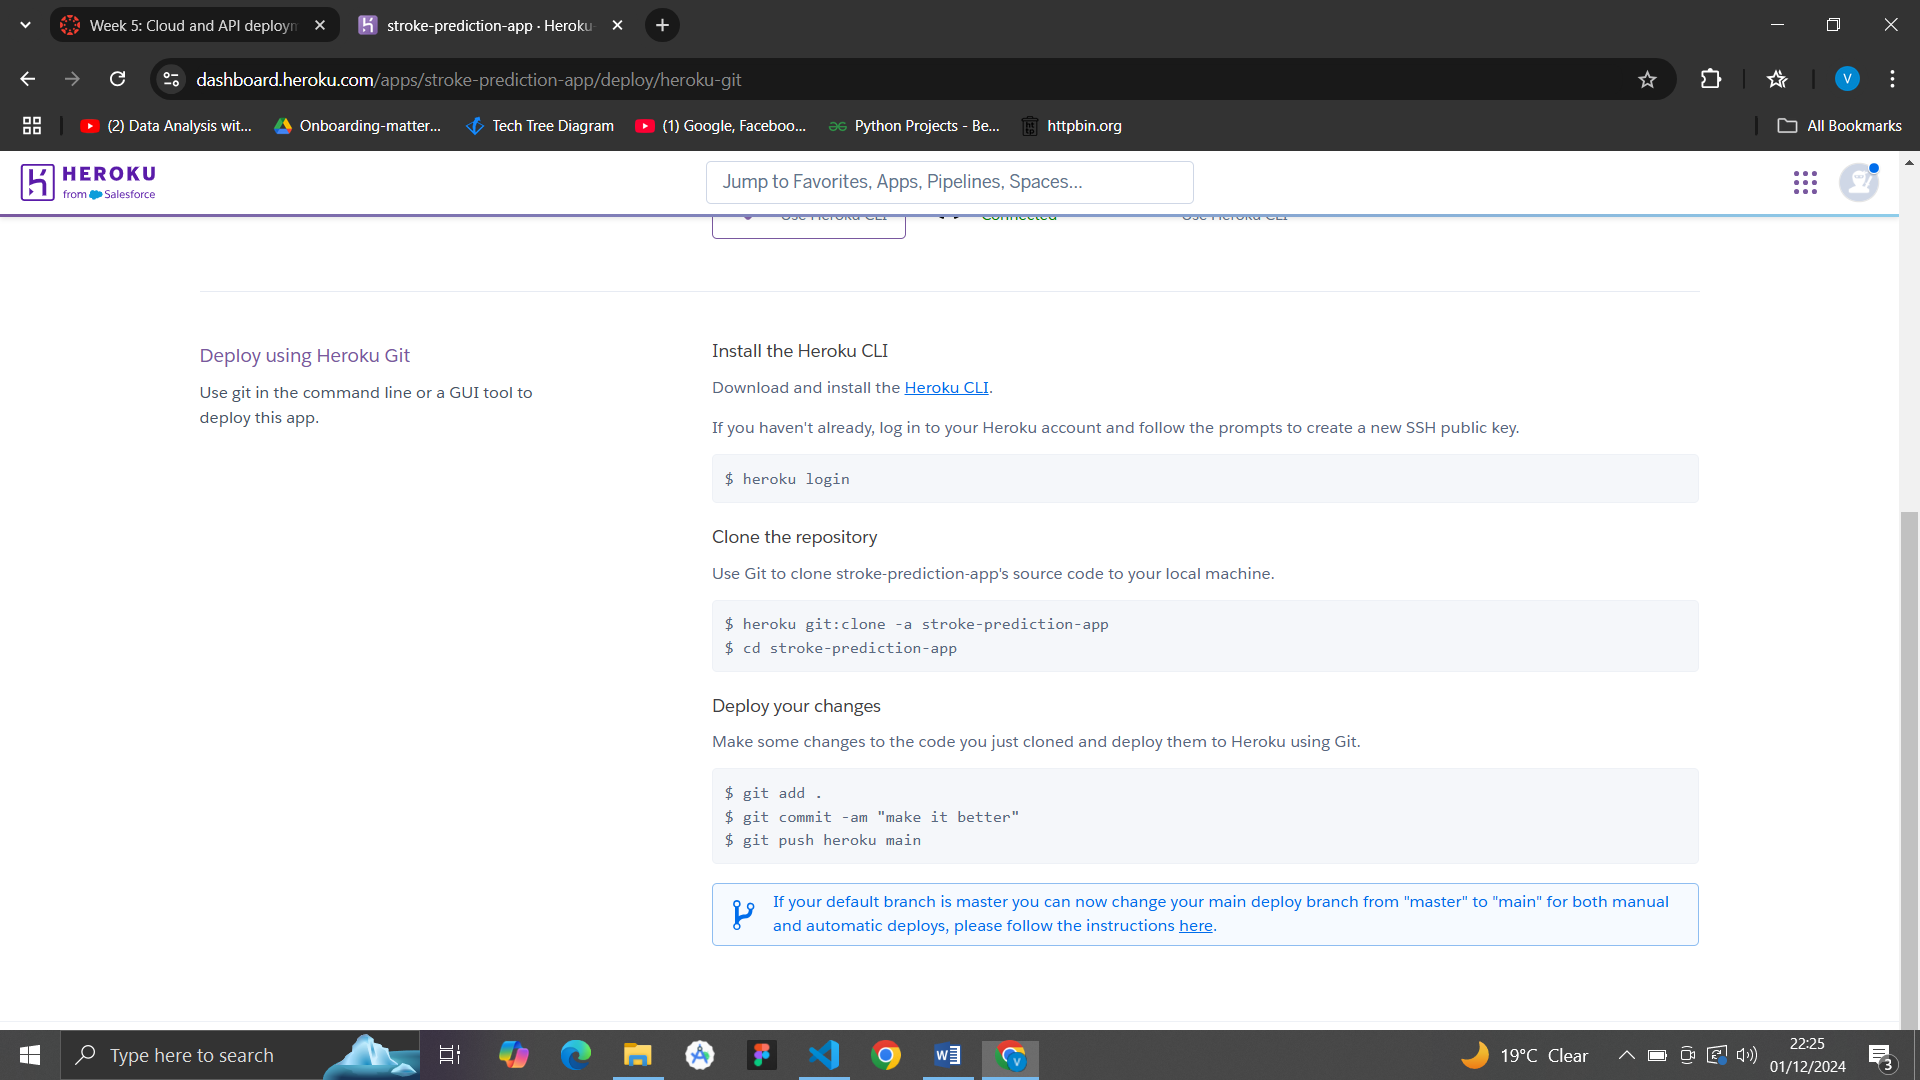 Week 5: Cloud and API deploym
stroke-prediction-app · Heroku
dashboard.heroku.com/apps/stroke-prediction-app/deploy/heroku-git
V
(2) Data Analysis wit...
Onboarding-matter...
Tech Tree Diagram
(1) Google, Faceboo...
Python Projects - Be...
httpbin.org
All Bookmarks
HEROKU
from Salesforce
Jump to Favorites, Apps, Pipelines, Spaces...
Use Heroku CLI
Connected
Use Heroku CLI
Deploy using Heroku Git
Use git in the command line or a GUI tool to
deploy this app.
Install the Heroku CLI
Download and install the Heroku CLI.
If you haven't already, log in to your Heroku account and follow the prompts to create a new SSH public key.
$ heroku login
Clone the repository
Use Git to clone stroke-prediction-app's source code to your local machine.
$ heroku git:clone -a stroke-prediction-app
$ cd stroke-prediction-app
Deploy your changes
Make some changes to the code you just cloned and deploy them to Heroku using Git.
$ git add .
$ git commit -am "make it better"
$ git push heroku main
If your default branch is master you can now change your main deploy branch from "master" to "main" for both manual
and automatic deploys, please follow the instructions here.
Type here to search
19°C Clear
22:25
01/12/2024
3